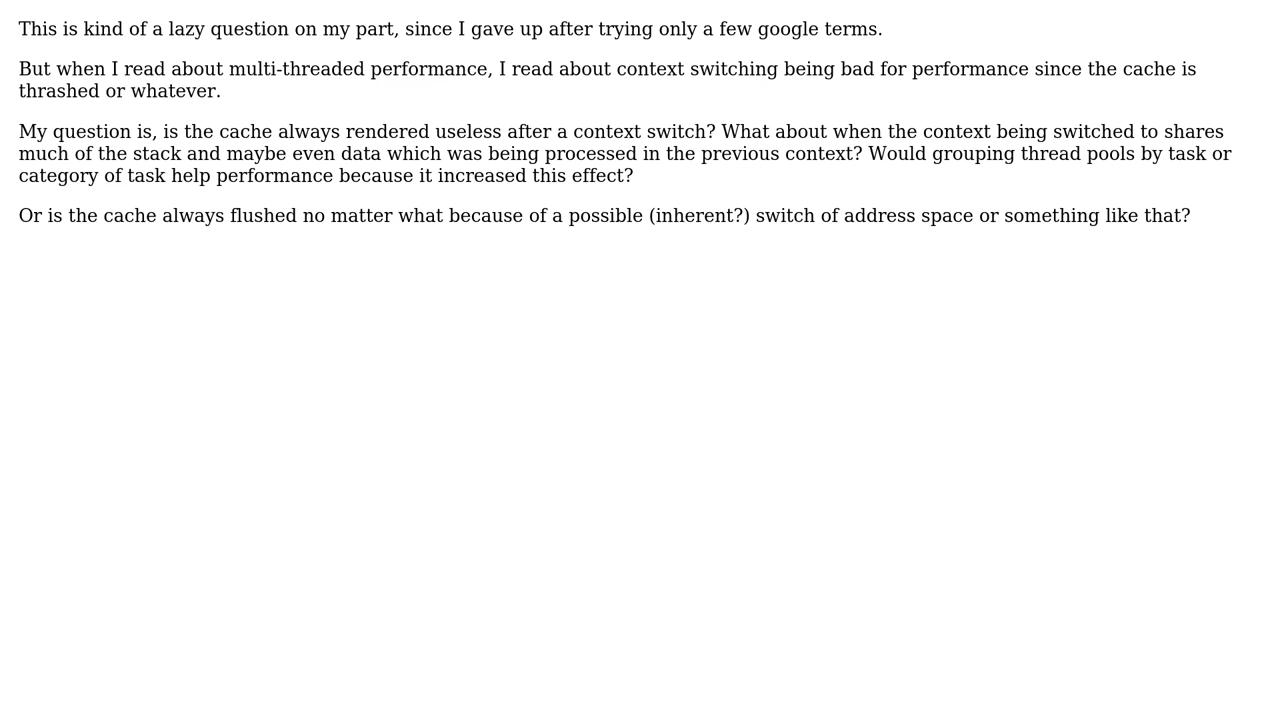 This is kind of a lazy question on my part, since I gave up after trying only a few google terms.
But when I read about multi-threaded performance, I read about context switching being bad for performance since the cache is
thrashed or whatever.
My question is, is the cache always rendered useless after a context switch? What about when the context being switched to shares
much of the stack and maybe even data which was being processed in the previous context? Would grouping thread pools by task or
category of task help performance because it increased this effect?
Or is the cache always flushed no matter what because of a possible (inherent?) switch of address space or something like that?